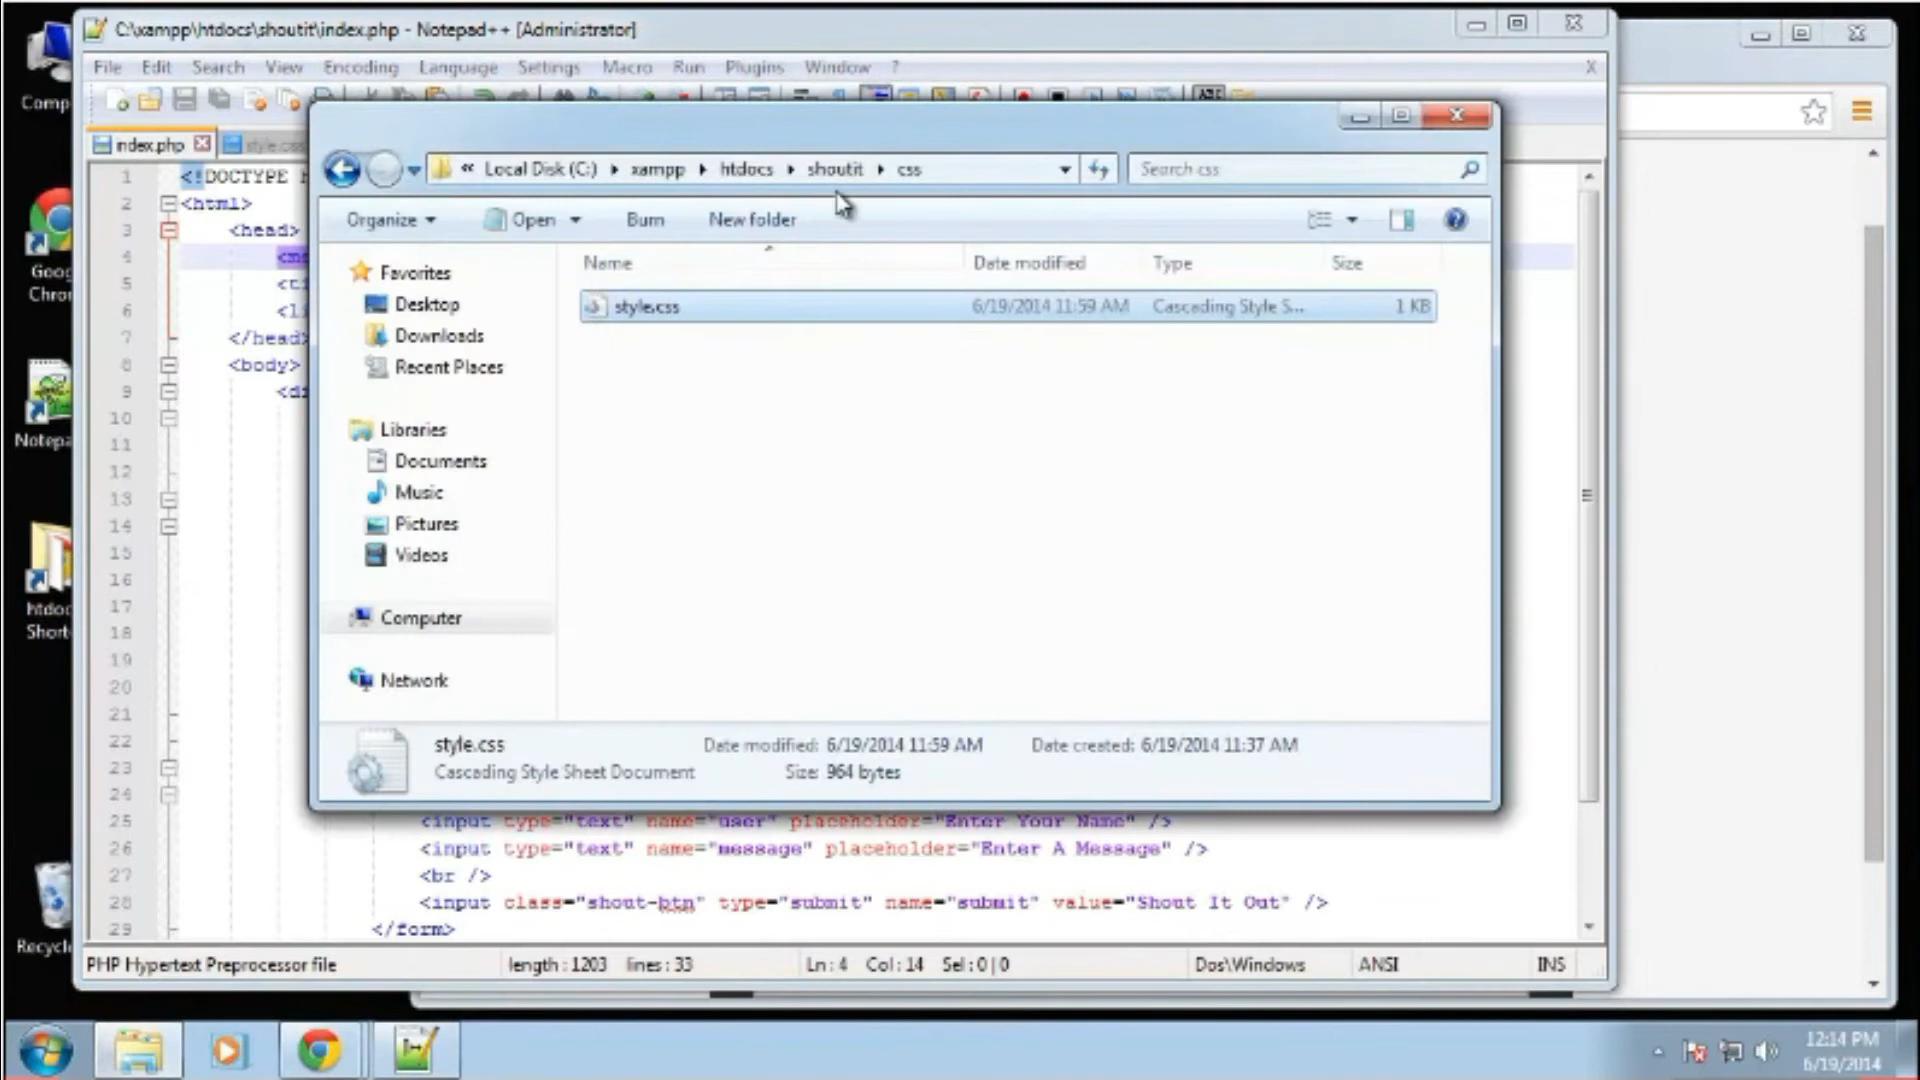 C:\xampp\htdocs\shoutit\index.php - Notepad++ [Administrator]
File Edit Search View Encoding Language Settings Macro Run Plugins Window ?
X
index.php
style.css
Local Disk (C:) xampp htdocs shoutit css
Search css
Organize Open Burn New folder
Name Date modified Type Size
style.css 6/19/2014 11:59 AM Cascading Style S... 1 KB
Favorites
Desktop
Downloads
Recent Places
Libraries
Documents
Music
Pictures
Videos
Computer
Network
style.css Date modified: 6/19/2014 11:59 AM Date created: 6/19/2014 11:37 AM
Cascading Style Sheet Document Size: 964 bytes
1 <!DOCTYPE
2 <html>
3 <head>
4
5
6
7 </head>
8 <body>
9
10
11
12
13
14
15
16
17
18
19
20
21
22
23
24
25 <input type="text" name="user" placeholder="Enter Your Name" />
26 <input type="text" name="message" placeholder="Enter A Message" />
27 <br />
28 <input class="shout-btn" type="submit" name="submit" value="Shout It Out" />
29 </form>
PHP Hypertext Preprocessor file length : 1203 lines : 33 Ln : 4 Col : 14 Sel : 0 | 0 Dos\Windows ANSI INS
Comp
Goo
Chro
Notepa
htdo
Short
Recycl
12:14 PM
6/19/2014